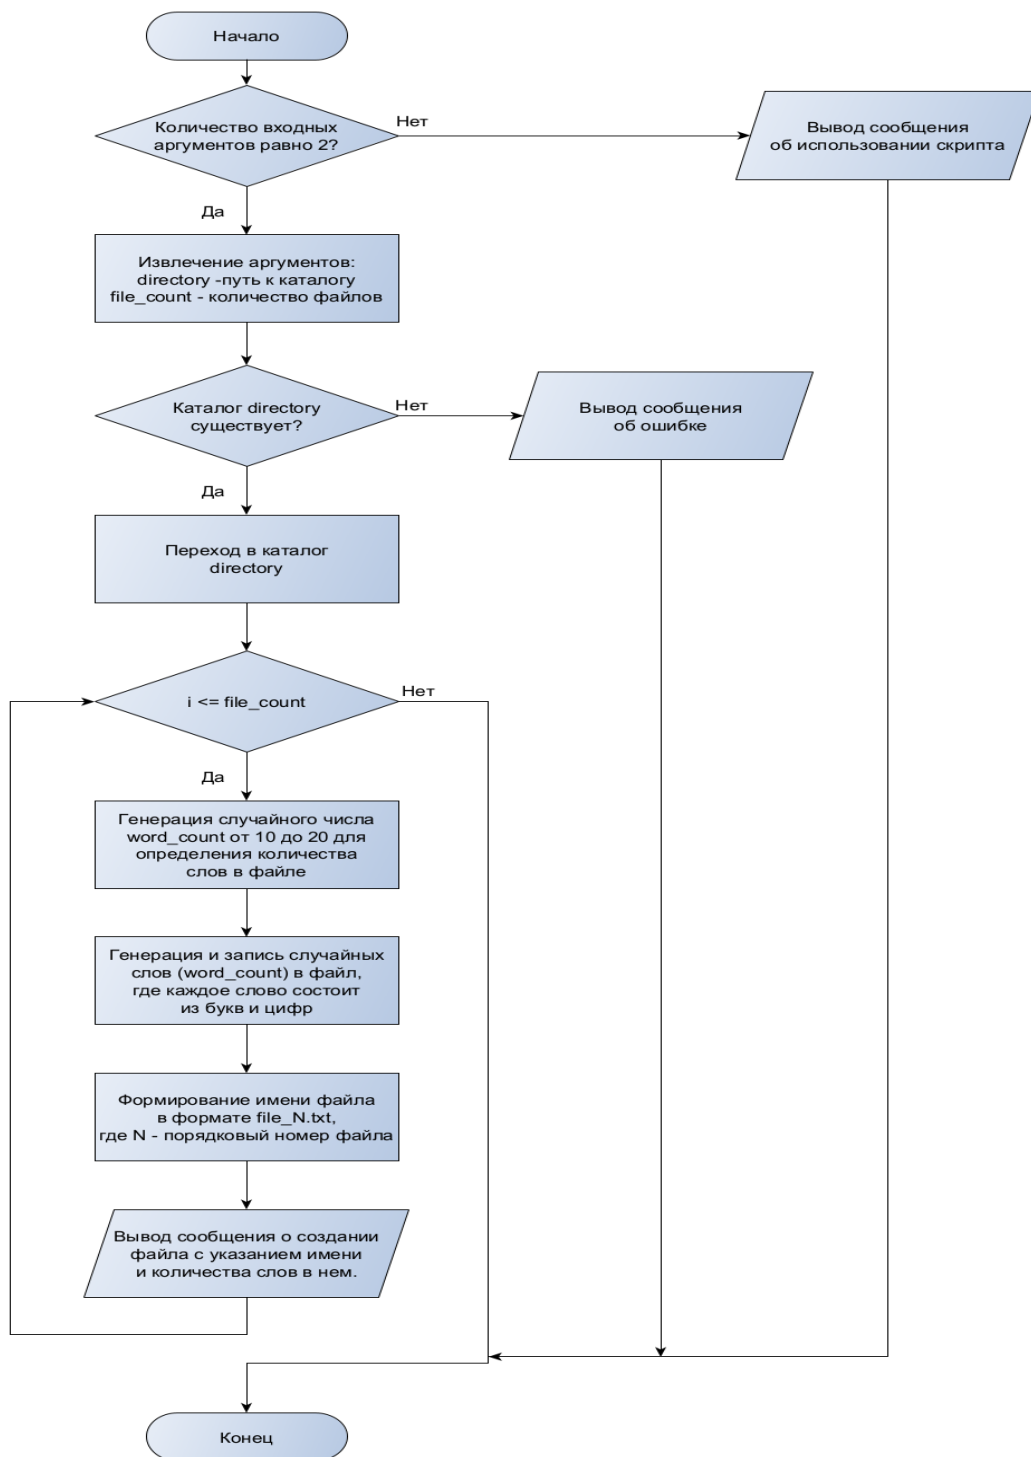 Начало
Количество входных
аргументов равно 2?
Нет
Вывод сообщения
об использовании скрипта
Да
Извлечение аргументов:
directory -путь к каталогу
file_count - количество файлов
Каталог directory
существует?
Нет
Вывод сообщения
об ошибке
Да
Переход в каталог
directory
i <= file_count
Нет
Да
Генерация случайного числа
word_count от 10 до 20 для
определения количества
слов в файле
Генерация и запись случайных
слов (word_count) в файл,
где каждое слово состоит
из букв и цифр
Формирование имени файла
в формате file_N.txt,
где N - порядковый номер файла
Вывод сообщения о создании
файла с указанием имени
и количества слов в нем.
Конец